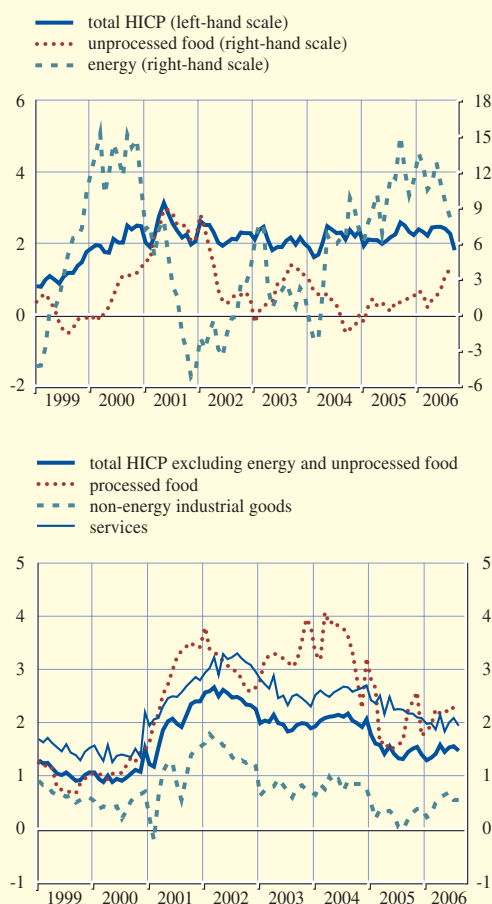 total HICP (left-hand scale)
unprocessed food (right-hand scale)
energy (right-hand scale)
6 18
15
4 12
9
2 6
3
0 0
-3
-2 -6
1999 2000 2001 2002 2003 2004 2005 2006
total HICP excluding energy and unprocessed food
processed food
non-energy industrial goods
services
5 5
4 4
3 3
2 2
1 1
0 0
-1 -1
1999 2000 2001 2002 2003 2004 2005 2006